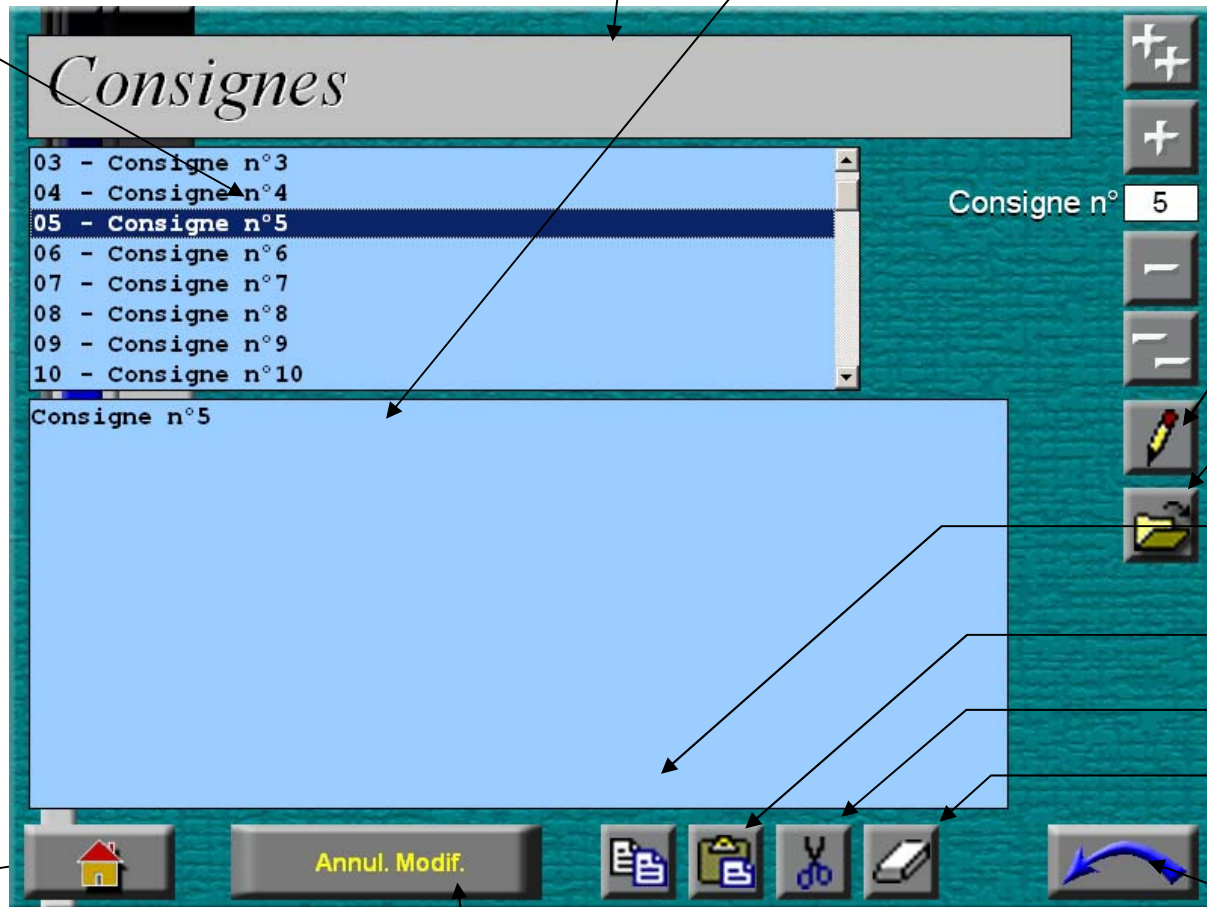 Consignes
03 - Consigne n°3
04 - Consigne n°4
05 - Consigne n°5
06 - Consigne n°6
07 - Consigne n°7
08 - Consigne n°8
09 - Consigne n°9
10 - Consigne n°10
Consigne n° 5
Consigne n°5
Annul. Modif.